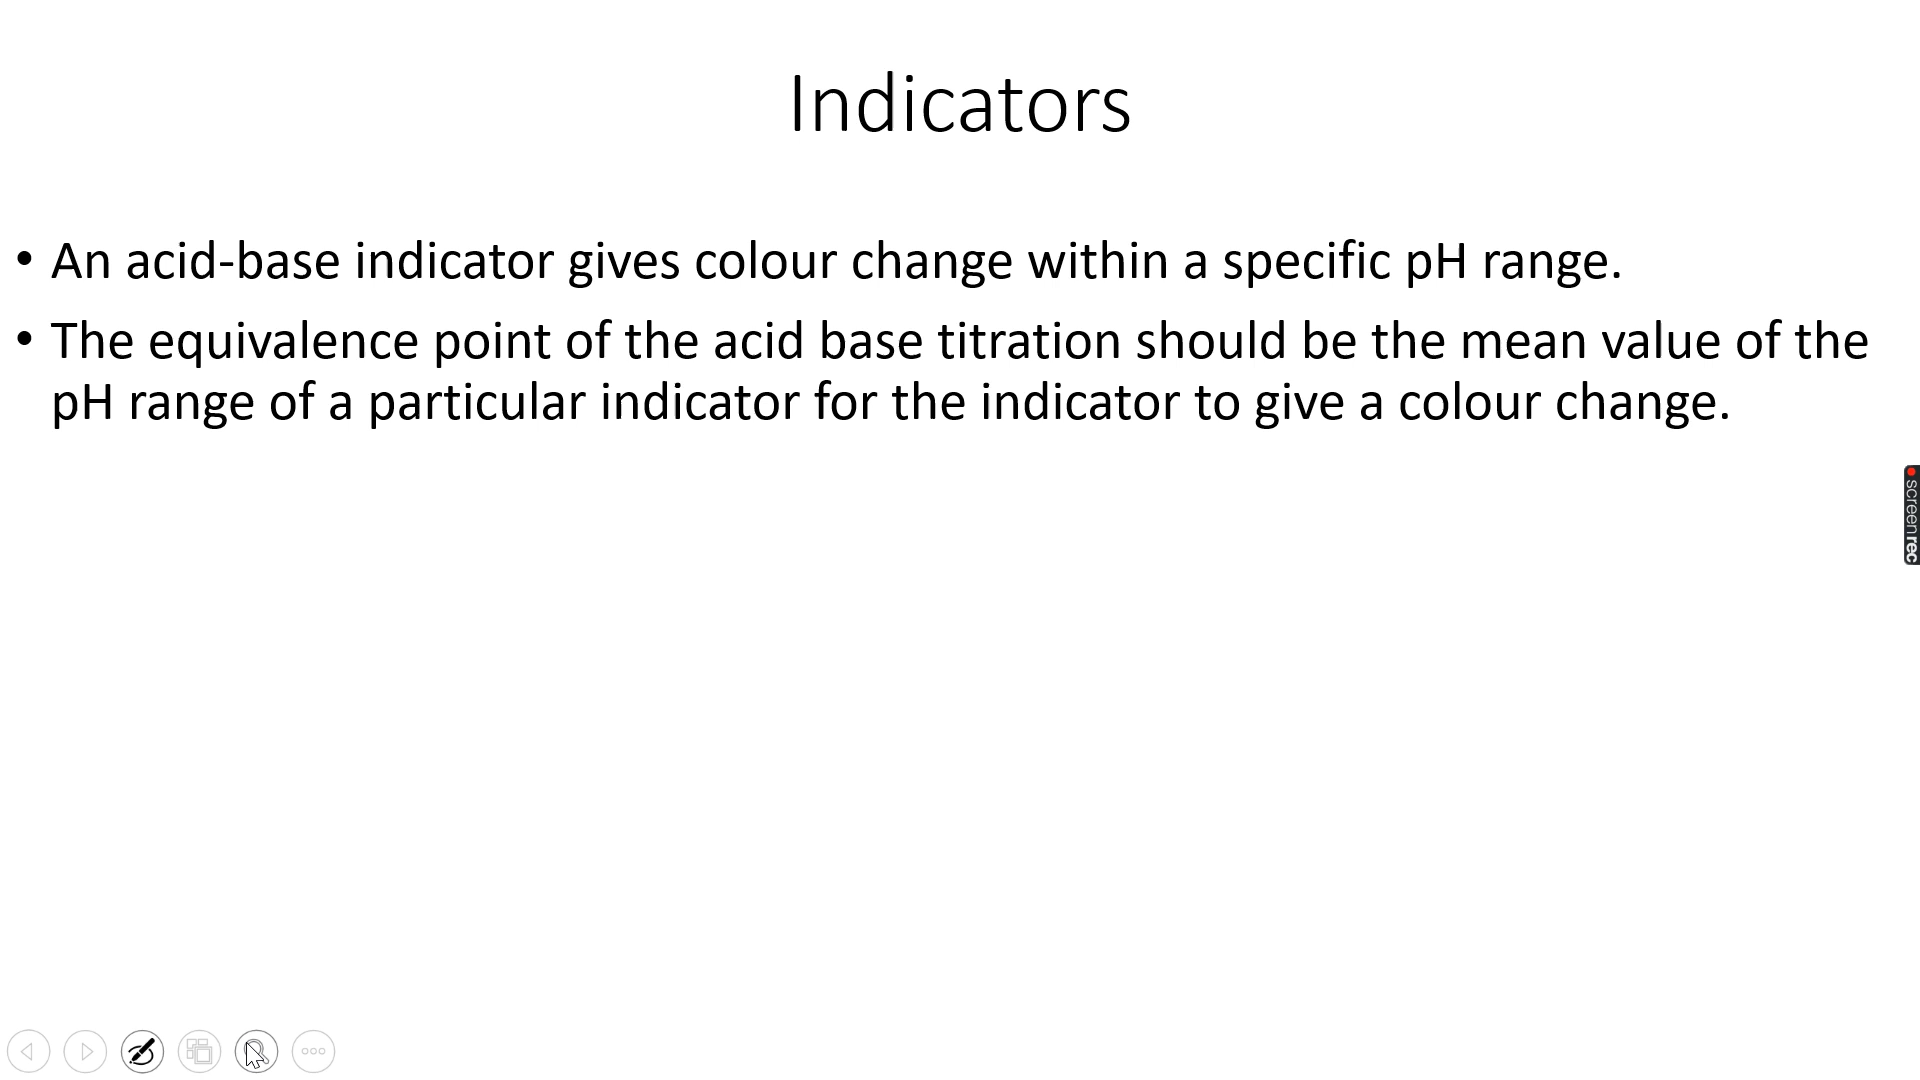 Indicators
• An acid-base indicator gives colour change within a specific pH range.
• The equivalence point of the acid base titration should be the mean value of the
pH range of a particular indicator for the indicator to give a colour change.
screenrec